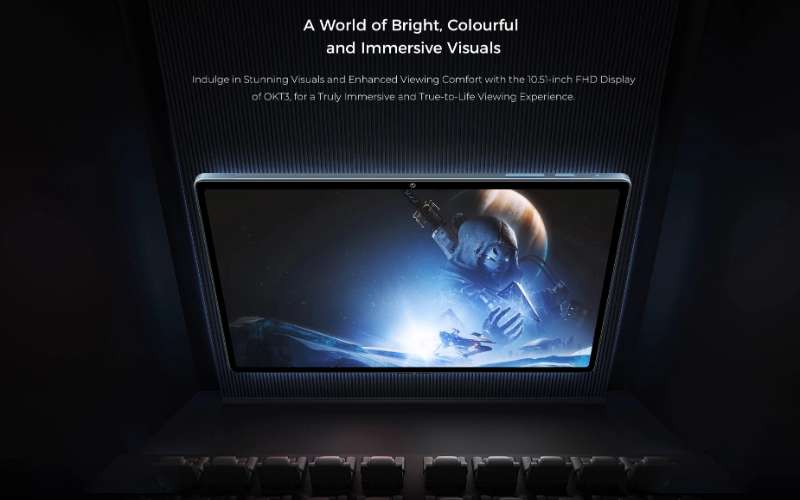 A World of Bright, Colourful
and Immersive Visuals
Indulge in Stunning Visuals and Enhanced Viewing Comfort with the 10.51-inch FHD Display
of OKT3, for a Truly Immersive and True-to-Life Viewing Experience.